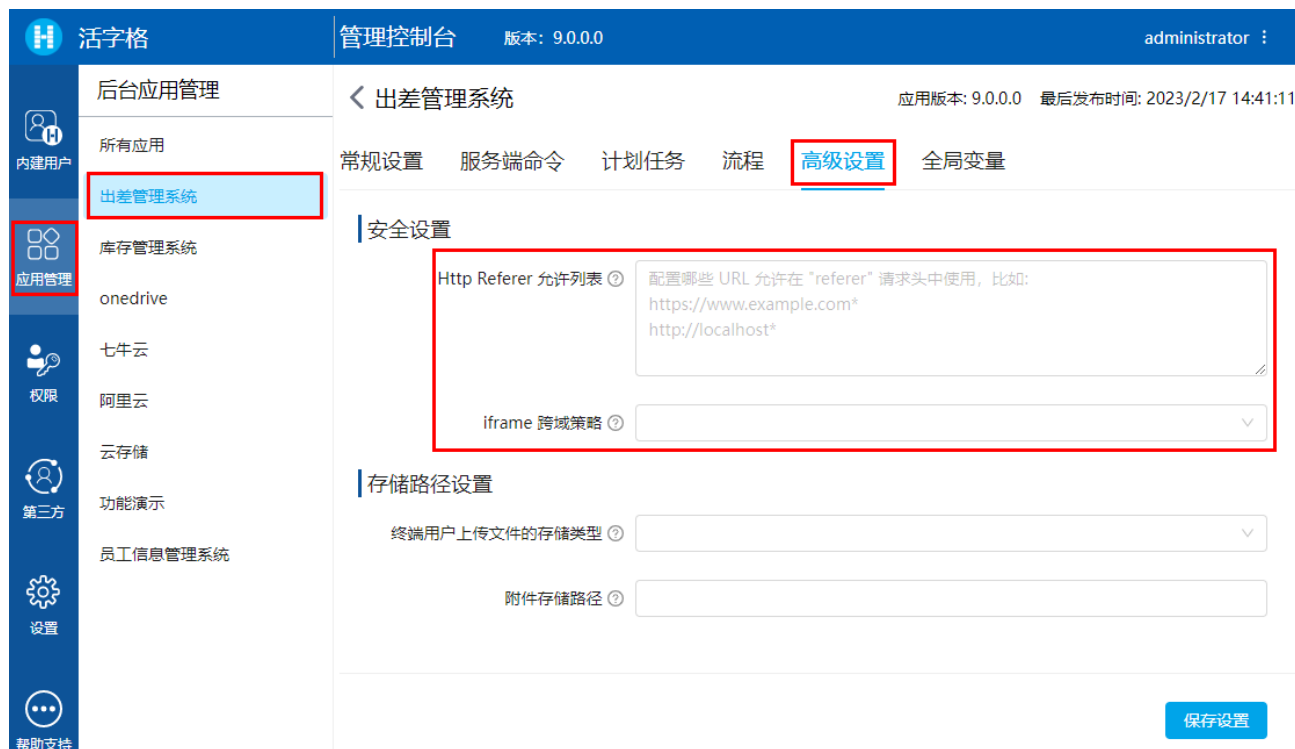 活字格
管理控制台 版本：9.0.0.0
administrator
内建用户
应用管理
权限
第三方
设置
帮助支持
后台应用管理
所有应用
出差管理系统
库存管理系统
onedrive
七牛云
阿里云
云存储
功能演示
员工信息管理系统
出差管理系统
应用版本: 9.0.0.0 最后发布时间: 2023/2/17 14:41:11
常规设置 服务端命令 计划任务 流程 高级设置 全局变量
安全设置
Http Referer 允许列表
配置哪些 URL 允许在 "referer" 请求头中使用，比如:
https://www.example.com*
http://localhost*
iframe 跨域策略
存储路径设置
终端用户上传文件的存储类型
附件存储路径
保存设置